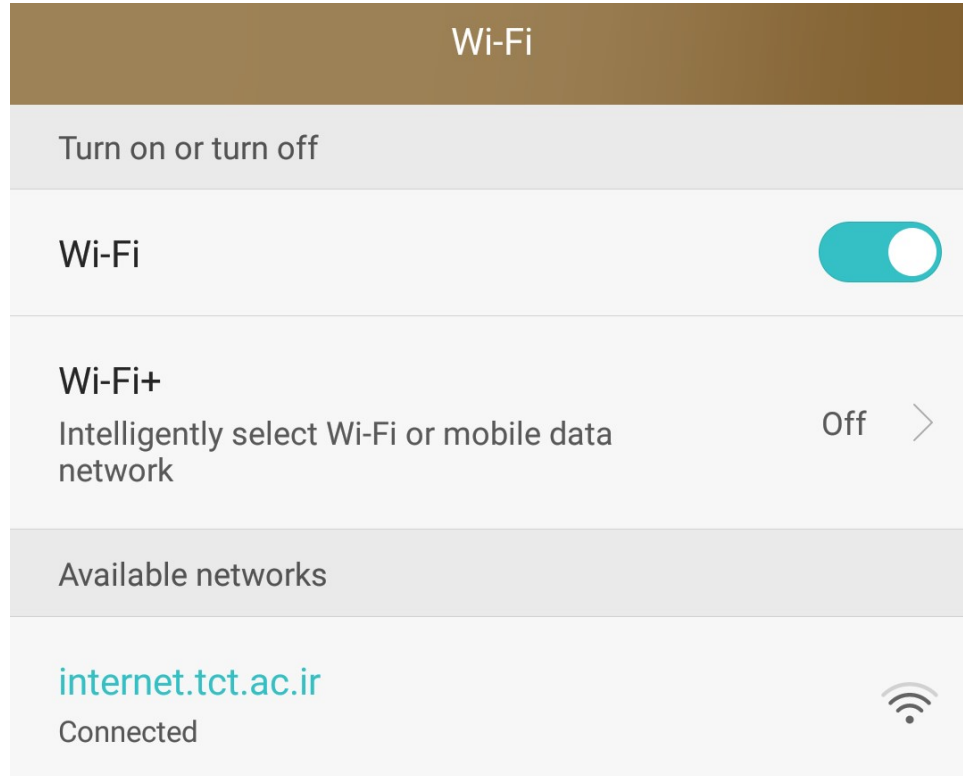 Wi-Fi
Turn on or turn off
Wi-Fi
Wi-Fi+
Intelligently select Wi-Fi or mobile data
network
Off
Available networks
internet.tct.ac.ir
Connected